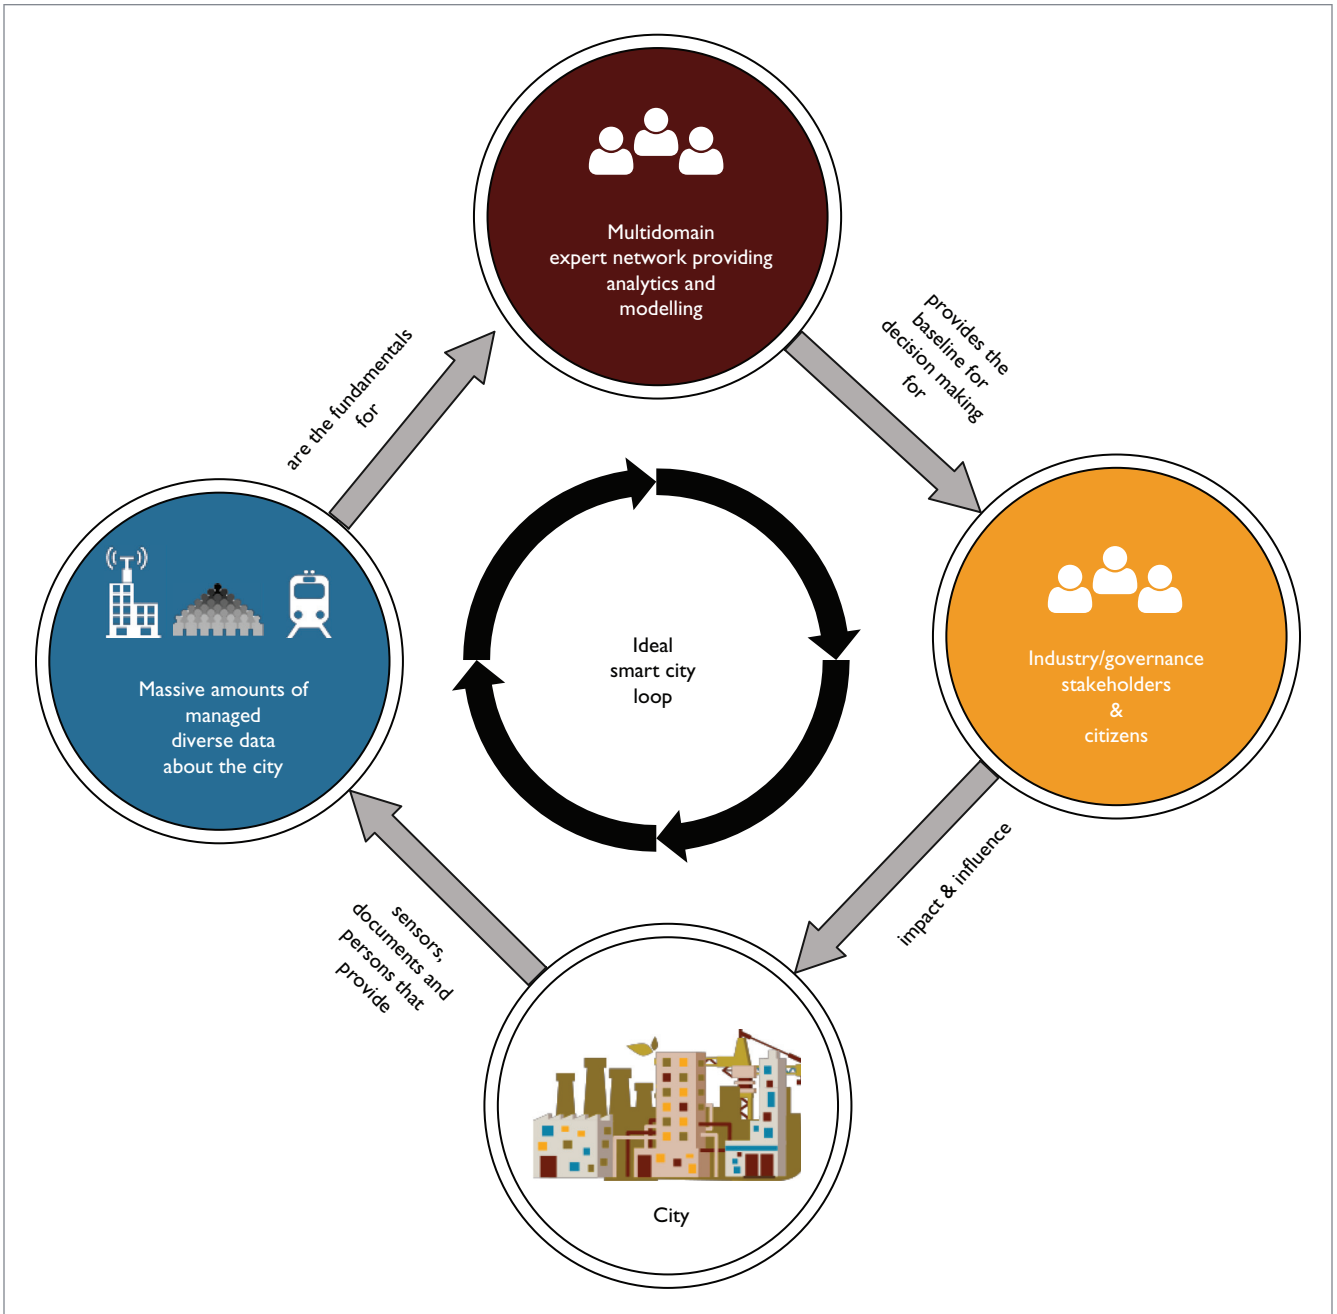 Multidomain
expert network providing
analytics and
modelling
provides the
baseline for
decision making
for
are the fundamentals
for
Ideal
smart city
loop
Industry/governance
stakeholders
&
citizens
Massive amounts of
managed
diverse data
about the city
impact & influence
sensors,
documents and
persons that
provide
City